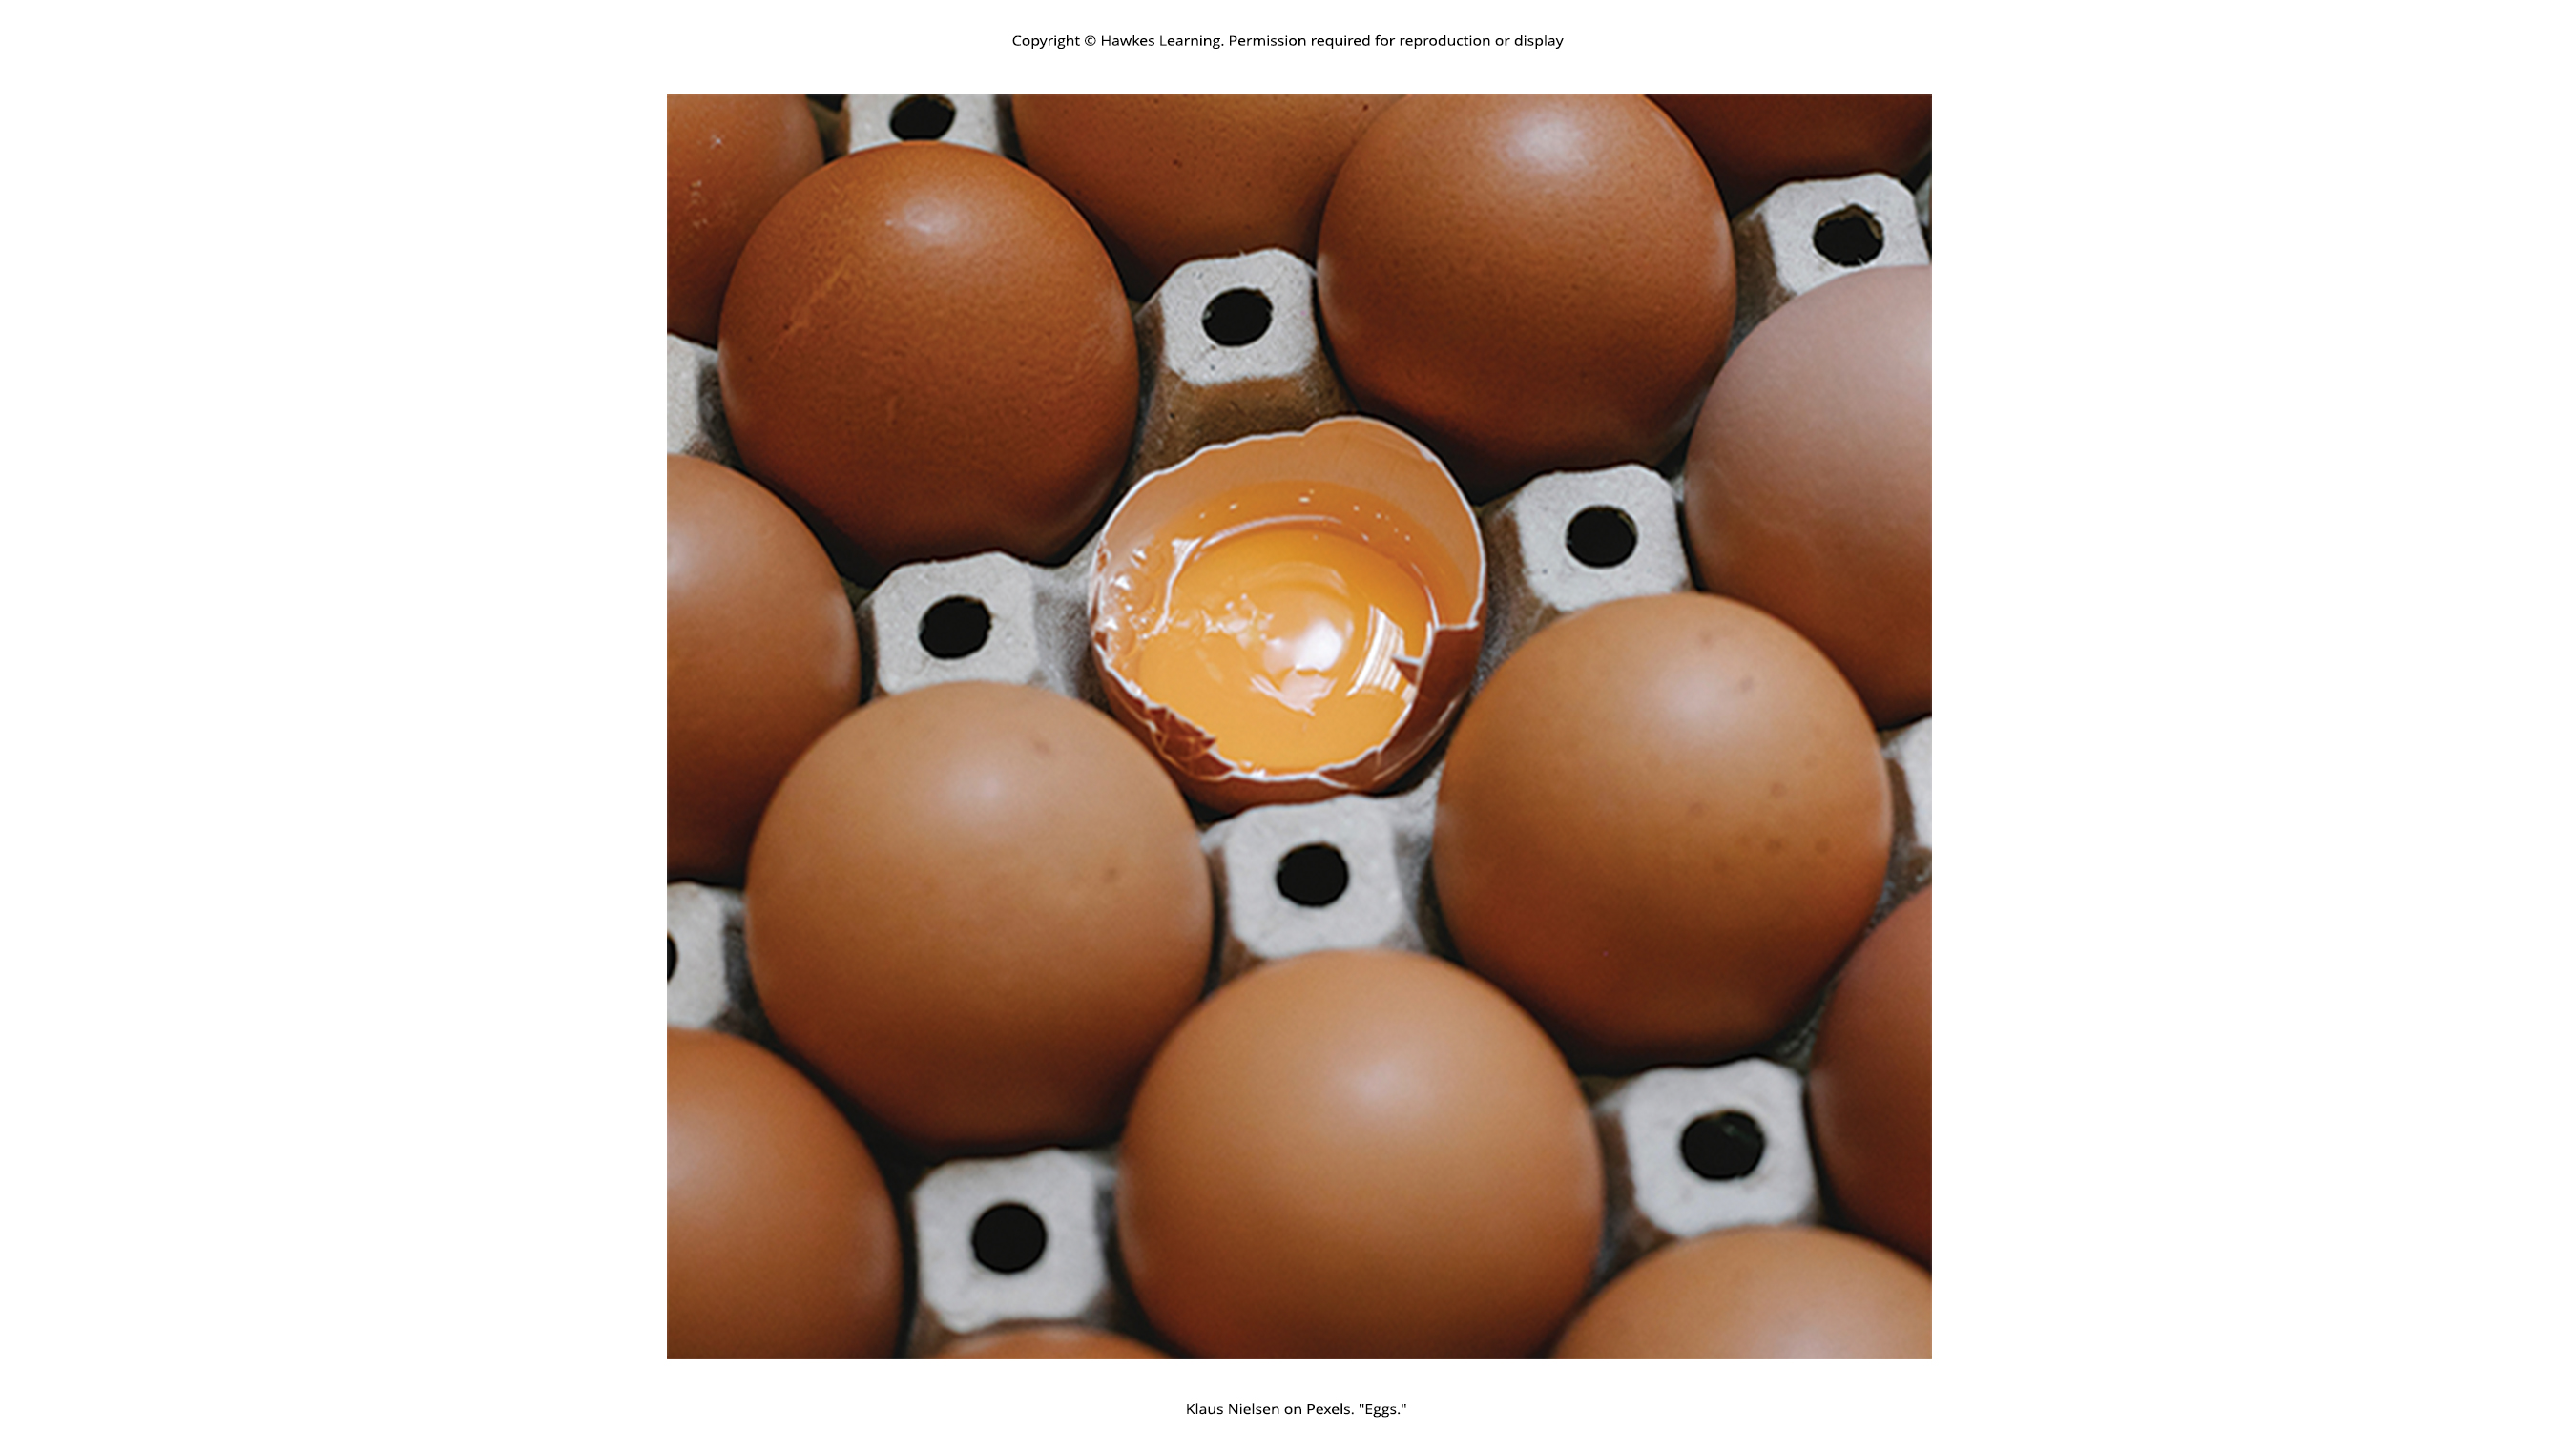 Copyright © Hawkes Learning. Permission required for reproduction or display
Klaus Nielsen on Pexels. "Eggs."